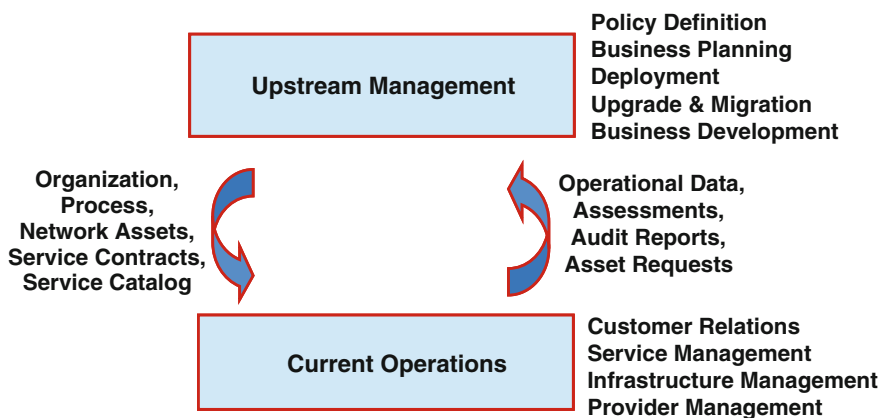 Upstream Management
Policy Definition
Business Planning
Deployment
Upgrade & Migration
Business Development
Organization,
Process,
Network Assets,
Service Contracts,
Service Catalog
Operational Data,
Assessments,
Audit Reports,
Asset Requests
Current Operations
Customer Relations
Service Management
Infrastructure Management
Provider Management